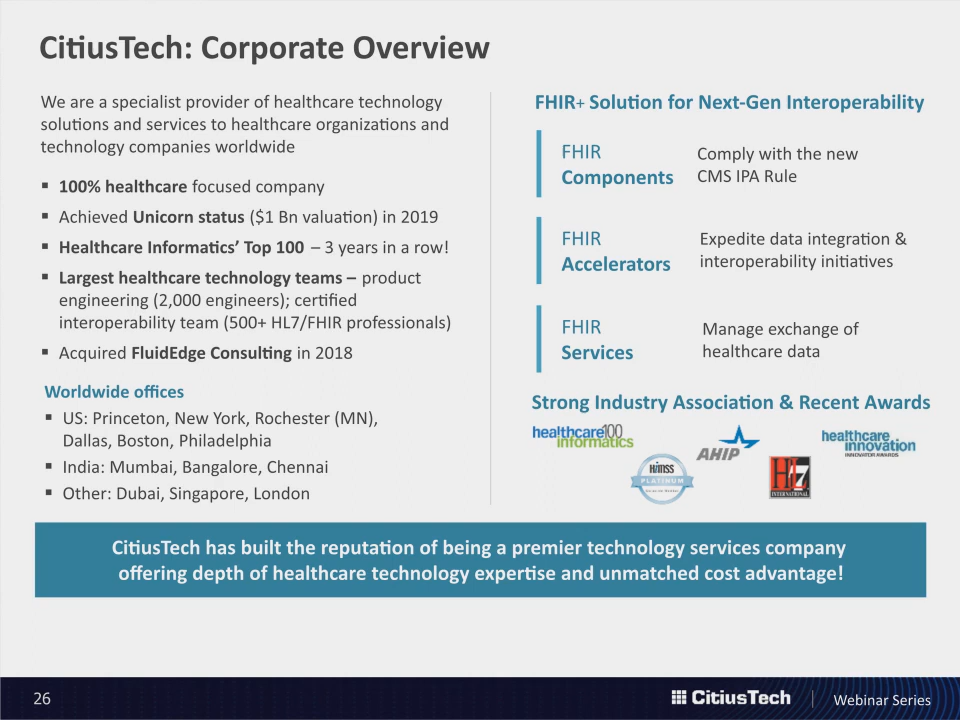 CitiusTech: Corporate Overview
We are a specialist provider of healthcare technology
solutions and services to healthcare organizations and
technology companies worldwide
▪ 100% healthcare focused company
▪ Achieved Unicorn status ($1 Bn valuation) in 2019
▪ Healthcare Informatics’ Top 100 – 3 years in a row!
▪ Largest healthcare technology teams – product
engineering (2,000 engineers); certified
interoperability team (500+ HL7/FHIR professionals)
▪ Acquired FluidEdge Consulting in 2018
Worldwide offices
▪ US: Princeton, New York, Rochester (MN),
Dallas, Boston, Philadelphia
▪ India: Mumbai, Bangalore, Chennai
▪ Other: Dubai, Singapore, London
FHIR+ Solution for Next-Gen Interoperability
FHIR
Components
Comply with the new
CMS IPA Rule
FHIR
Accelerators
Expedite data integration &
interoperability initiatives
FHIR
Services
Manage exchange of
healthcare data
Strong Industry Association & Recent Awards
healthcare100
informatics
AHIP
healthcare
innovation
INNOVATOR AWARDS
HIMSS
PLATINUM
HL7
INTERNATIONAL
CitiusTech has built the reputation of being a premier technology services company
offering depth of healthcare technology expertise and unmatched cost advantage!
26
CitiusTech
Webinar Series